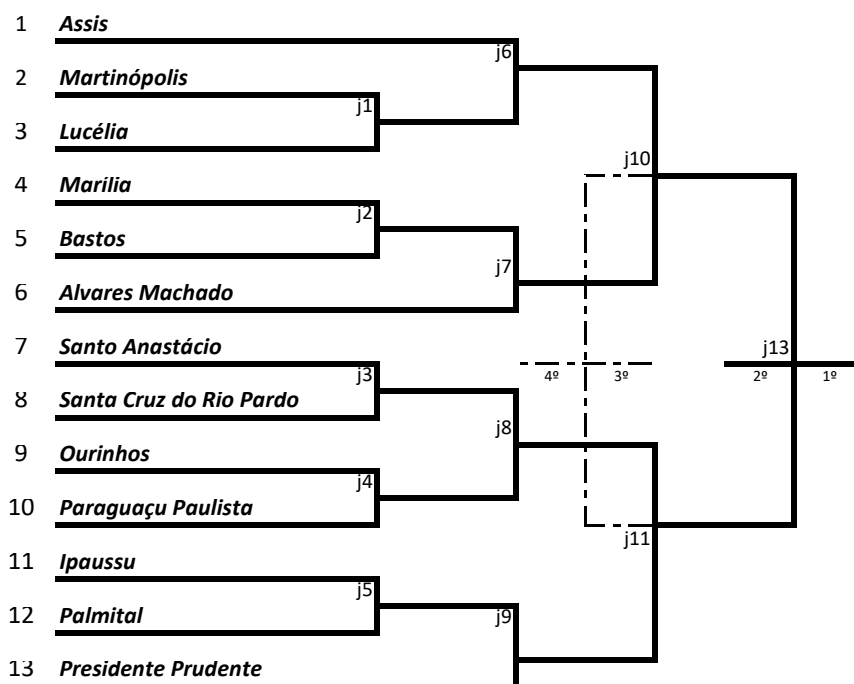 1 Assis
j6
2 Martinópolis
j1
3 Lucélia
j10
4 Marília
j2
5 Bastos
j7
6 Alvares Machado
7 Santo Anastácio
j13
j3
4º 3º 2º 1º
8 Santa Cruz do Rio Pardo
j8
9 Ourinhos
j4
10 Paraguaçu Paulista
j11
11 Ipaussu
j5
12 Palmital
j9
13 Presidente Prudente